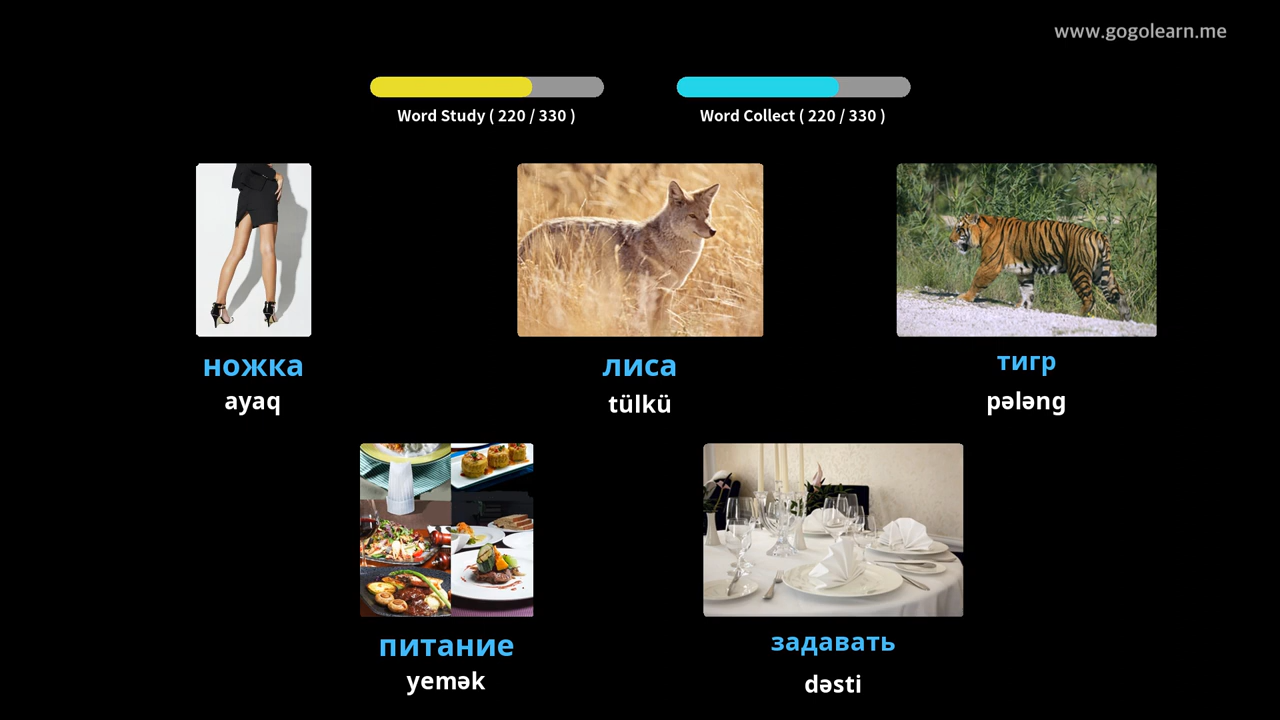 www.gogolearn.me
Word Study ( 220 / 330 )
Word Collect ( 220 / 330 )
ножка
ayaq
лиса
tülkü
тигр
pələng
питание
yemək
задавать
dəsti